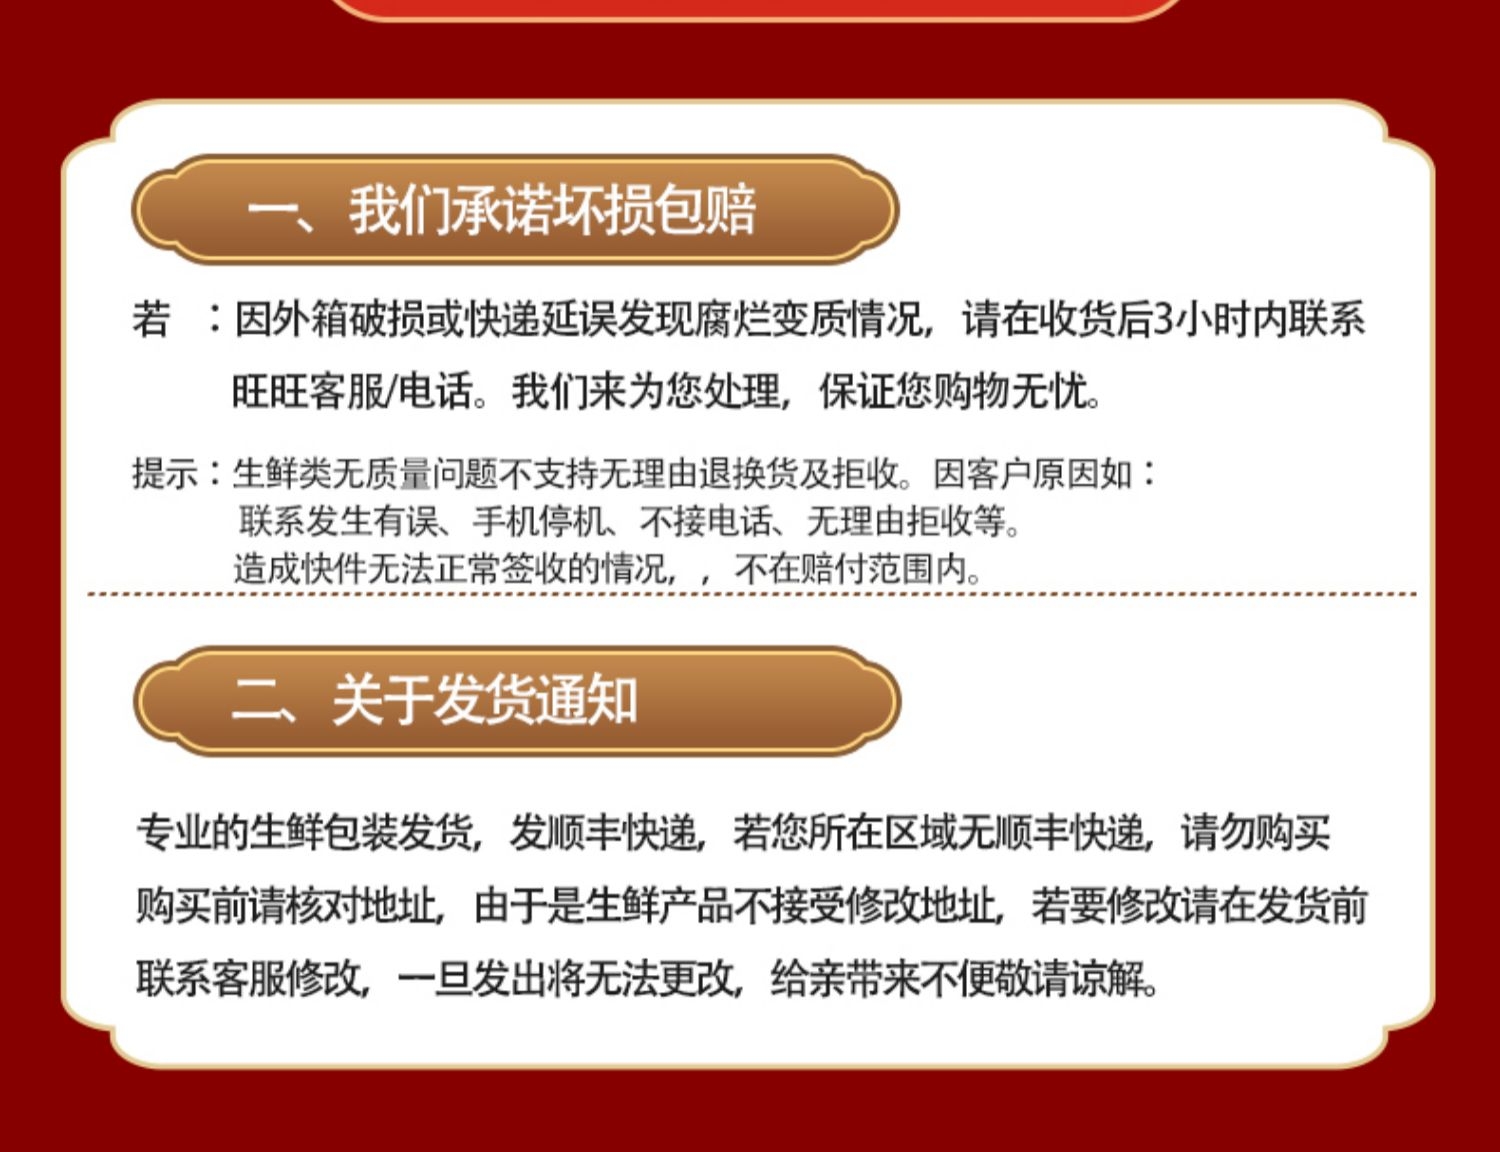 一、我们承诺坏损包赔
若 ：因外箱破损或快递延误发现腐烂变质情况，请在收货后3小时内联系
旺旺客服/电话。我们来为您处理，保证您购物无忧。
提示：生鲜类无质量问题不支持无理由退换货及拒收。因客户原因如：
联系发生有误、手机停机、不接电话、无理由拒收等。
造成快件无法正常签收的情况，，不在赔付范围内。
二、关于发货通知
专业的生鲜包装发货，发顺丰快递，若您所在区域无顺丰快递，请勿购买
购买前请核对地址，由于是生鲜产品不接受修改地址，若要修改请在发货前
联系客服修改，一旦发出将无法更改，给亲带来不便敬请谅解。